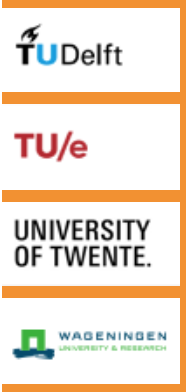 TUDelft
TU/e
UNIVERSITY
OF TWENTE.
WAGENINGEN
UNIVERSITY & RESEARCH